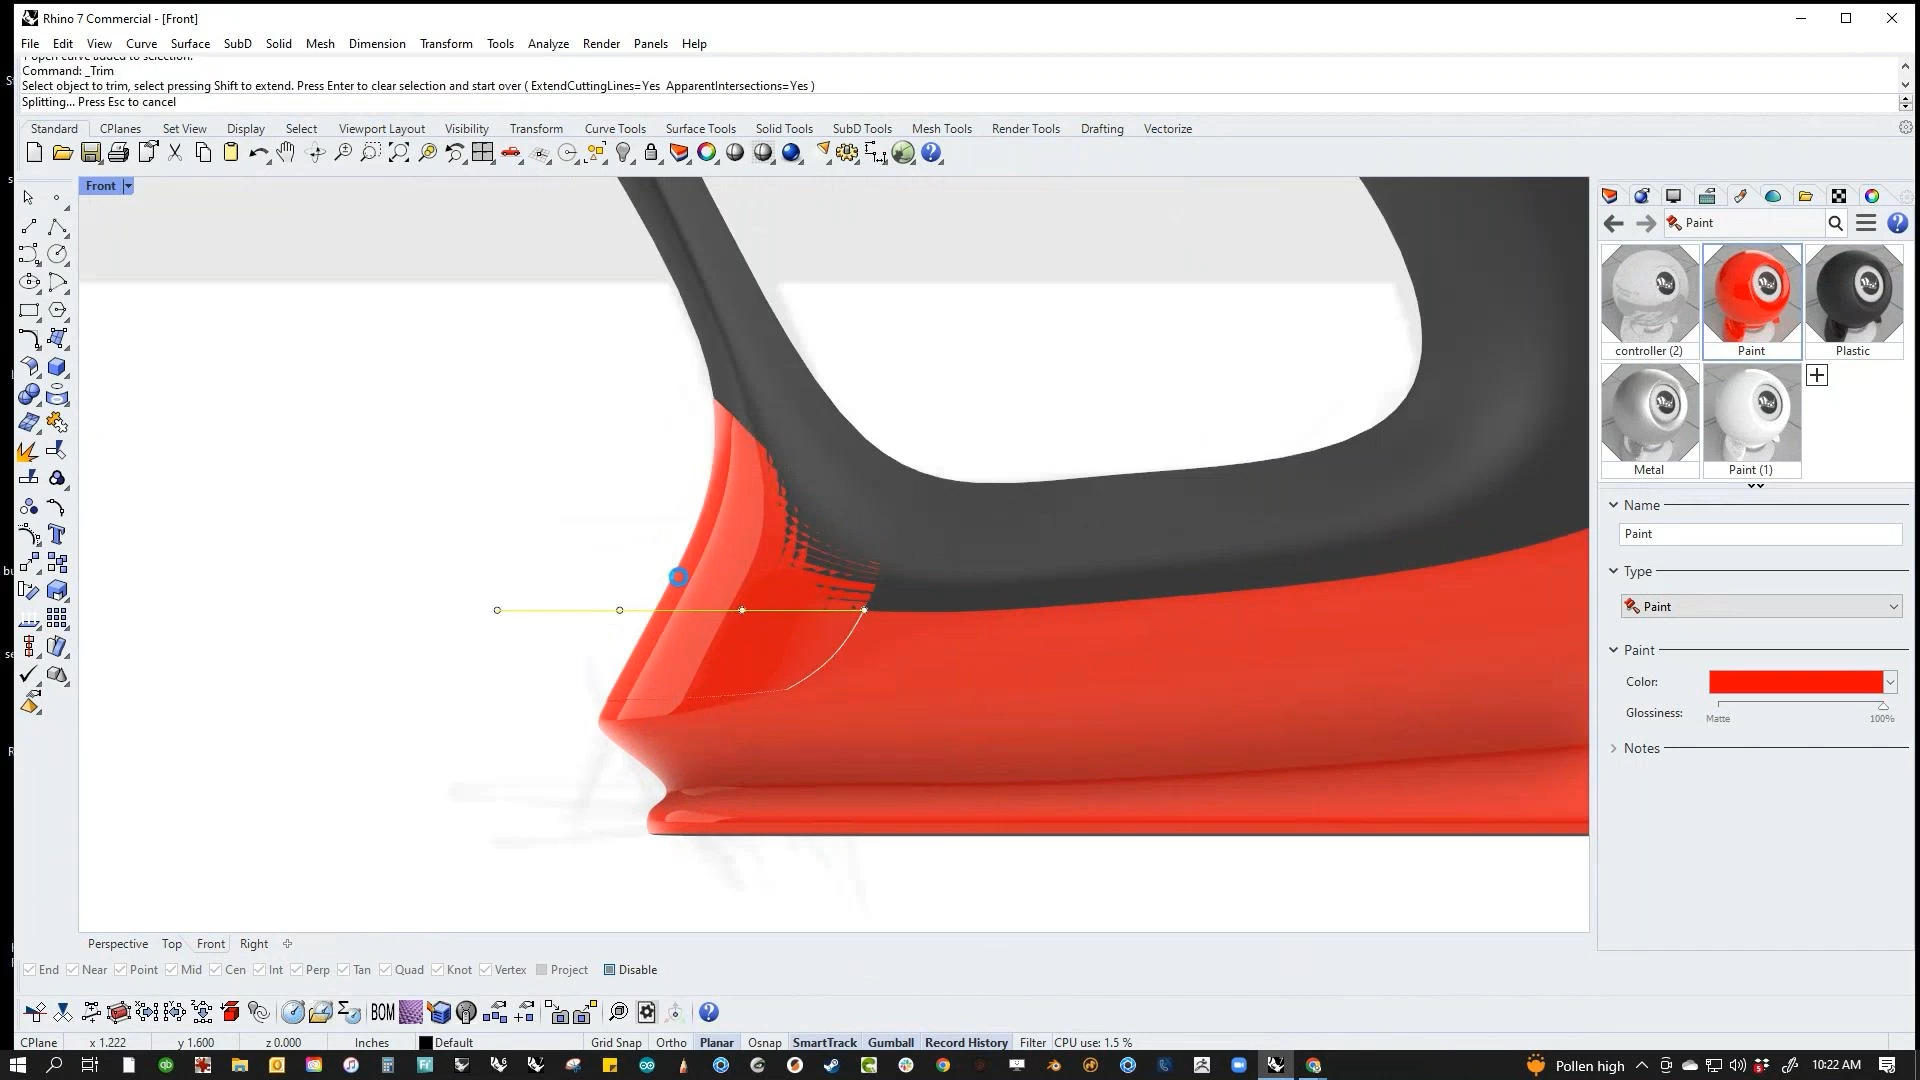 Rhino 7 Commercial - [Front]
File Edit View Curve Surface SubD Solid Mesh Dimension Transform Tools Analyze Render Panels Help
1 open curve added to selection.
Command: _Trim
Select object to trim, select pressing Shift to extend. Press Enter to clear selection and start over ( ExtendCuttingLines=Yes ApparentIntersections=Yes )
Splitting... Press Esc to cancel
Standard CPlanes Set View Display Select Viewport Layout Visibility Transform Curve Tools Surface Tools Solid Tools SubD Tools Mesh Tools Render Tools Drafting Vectorize
Front
Paint
controller (2) Paint Plastic
Metal Paint (1)
Name
Paint
Type
Paint
Paint
Color:
Glossiness:
Matte 100%
Notes
Perspective Top Front Right
End Near Point Mid Cen Int Perp Tan Quad Knot Vertex Project Disable
BOM
CPlane x 1.222 y 1.600 z 0.000 Inches Default Grid Snap Ortho Planar Osnap SmartTrack Gumball Record History Filter CPU use: 1.5 %
Pollen high 10:22 AM